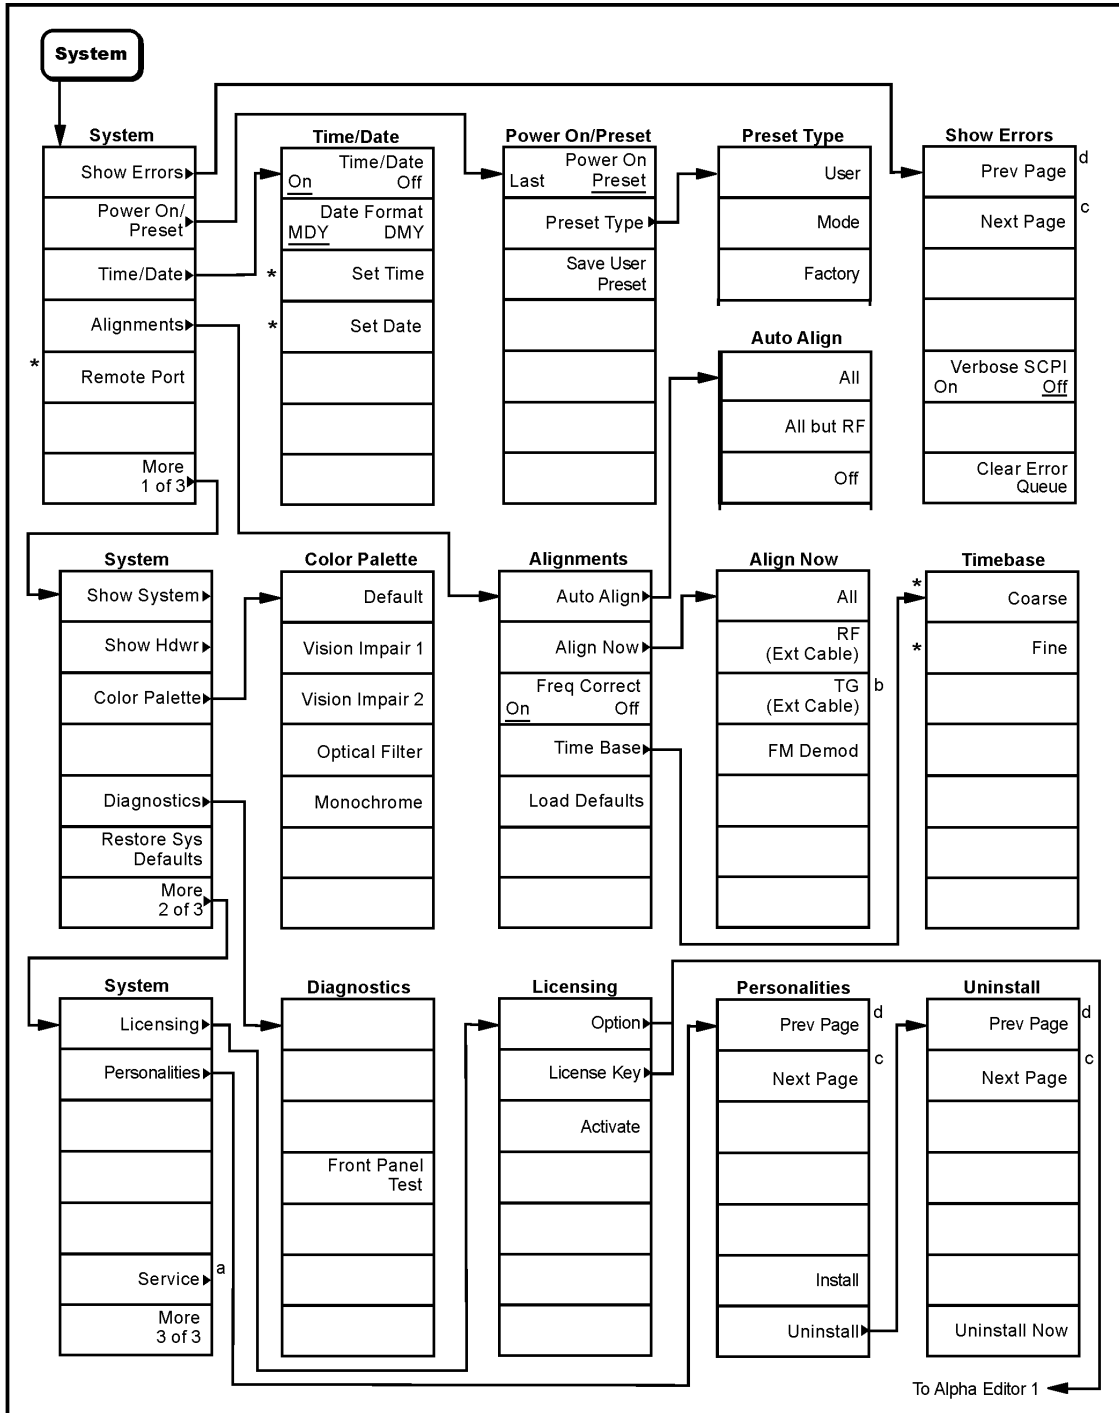 System
System
Show Errors
Power On/
Preset
Time/Date
Alignments
*
Remote Port
More
1 of 3
Time/Date
Time/Date
On Off
Date Format
MDY DMY
*
Set Time
*
Set Date
Power On/Preset
Power On
Last Preset
Preset Type
Save User
Preset
Preset Type
User
Mode
Factory
Auto Align
All
All but RF
Off
Show Errors
Prev Page
d
Next Page
c
Verbose SCPI
On Off
Clear Error
Queue
System
Show System
Show Hdwr
Color Palette
Diagnostics
Restore Sys
Defaults
More
2 of 3
Color Palette
Default
Vision Impair 1
Vision Impair 2
Optical Filter
Monochrome
Alignments
Auto Align
Align Now
Freq Correct
On Off
Time Base
Load Defaults
Align Now
All
RF
(Ext Cable)
TG
(Ext Cable)
b
FM Demod
Timebase
*
Coarse
*
Fine
System
Licensing
Personalities
Service
a
More
3 of 3
Diagnostics
Front Panel
Test
Licensing
Option
License Key
Activate
Personalities
Prev Page
d
Next Page
c
Install
Uninstall
Uninstall
Prev Page
d
Next Page
c
Uninstall Now
To Alpha Editor 1